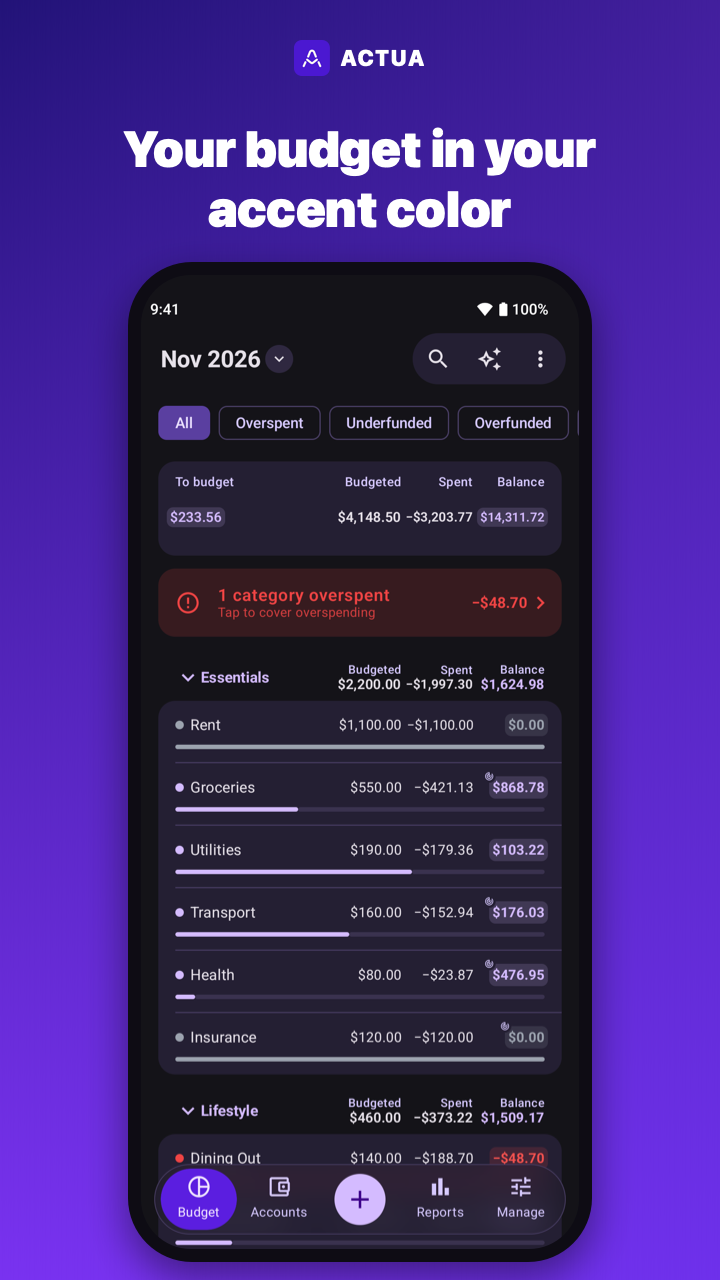 ACTUA
Your budget in your
accent color
9:41 100%
Nov 2026
All Overspent Underfunded Overfunded
To budget Budgeted Spent Balance
$233.56 $4,148.50 −$3,203.77 $14,311.72
1 category overspent
Tap to cover overspending
−$48.70
Essentials
Budgeted Spent Balance
$2,200.00 −$1,997.30 $1,624.98
Rent $1,100.00 −$1,100.00 $0.00
Groceries $550.00 −$421.13 $868.78
Utilities $190.00 −$179.36 $103.22
Transport $160.00 −$152.94 $176.03
Health $80.00 −$23.87 $476.95
Insurance $120.00 −$120.00 $0.00
Lifestyle
Budgeted Spent Balance
$460.00 −$373.22 $1,509.17
Dining Out $140.00 −$188.70 −$48.70
Budget Accounts Reports Manage